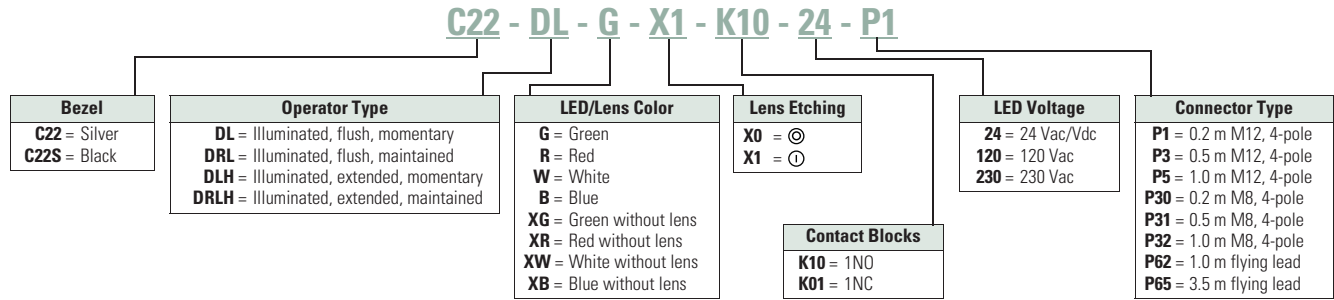 C22 - DL - G - X1 - K10 - 24 - P1
Bezel
C22 = Silver
C22S = Black
Operator Type
DL = Illuminated, flush, momentary
DRL = Illuminated, flush, maintained
DLH = Illuminated, extended, momentary
DRLH = Illuminated, extended, maintained
LED/Lens Color
G = Green
R = Red
W = White
B = Blue
XG = Green without lens
XR = Red without lens
XW = White without lens
XB = Blue without lens
Lens Etching
X0 =
X1 =
Contact Blocks
K10 = 1NO
K01 = 1NC
LED Voltage
24 = 24 Vac/Vdc
120 = 120 Vac
230 = 230 Vac
Connector Type
P1 = 0.2 m M12, 4-pole
P3 = 0.5 m M12, 4-pole
P5 = 1.0 m M12, 4-pole
P30 = 0.2 m M8, 4-pole
P31 = 0.5 m M8, 4-pole
P32 = 1.0 m M8, 4-pole
P62 = 1.0 m flying lead
P65 = 3.5 m flying lead